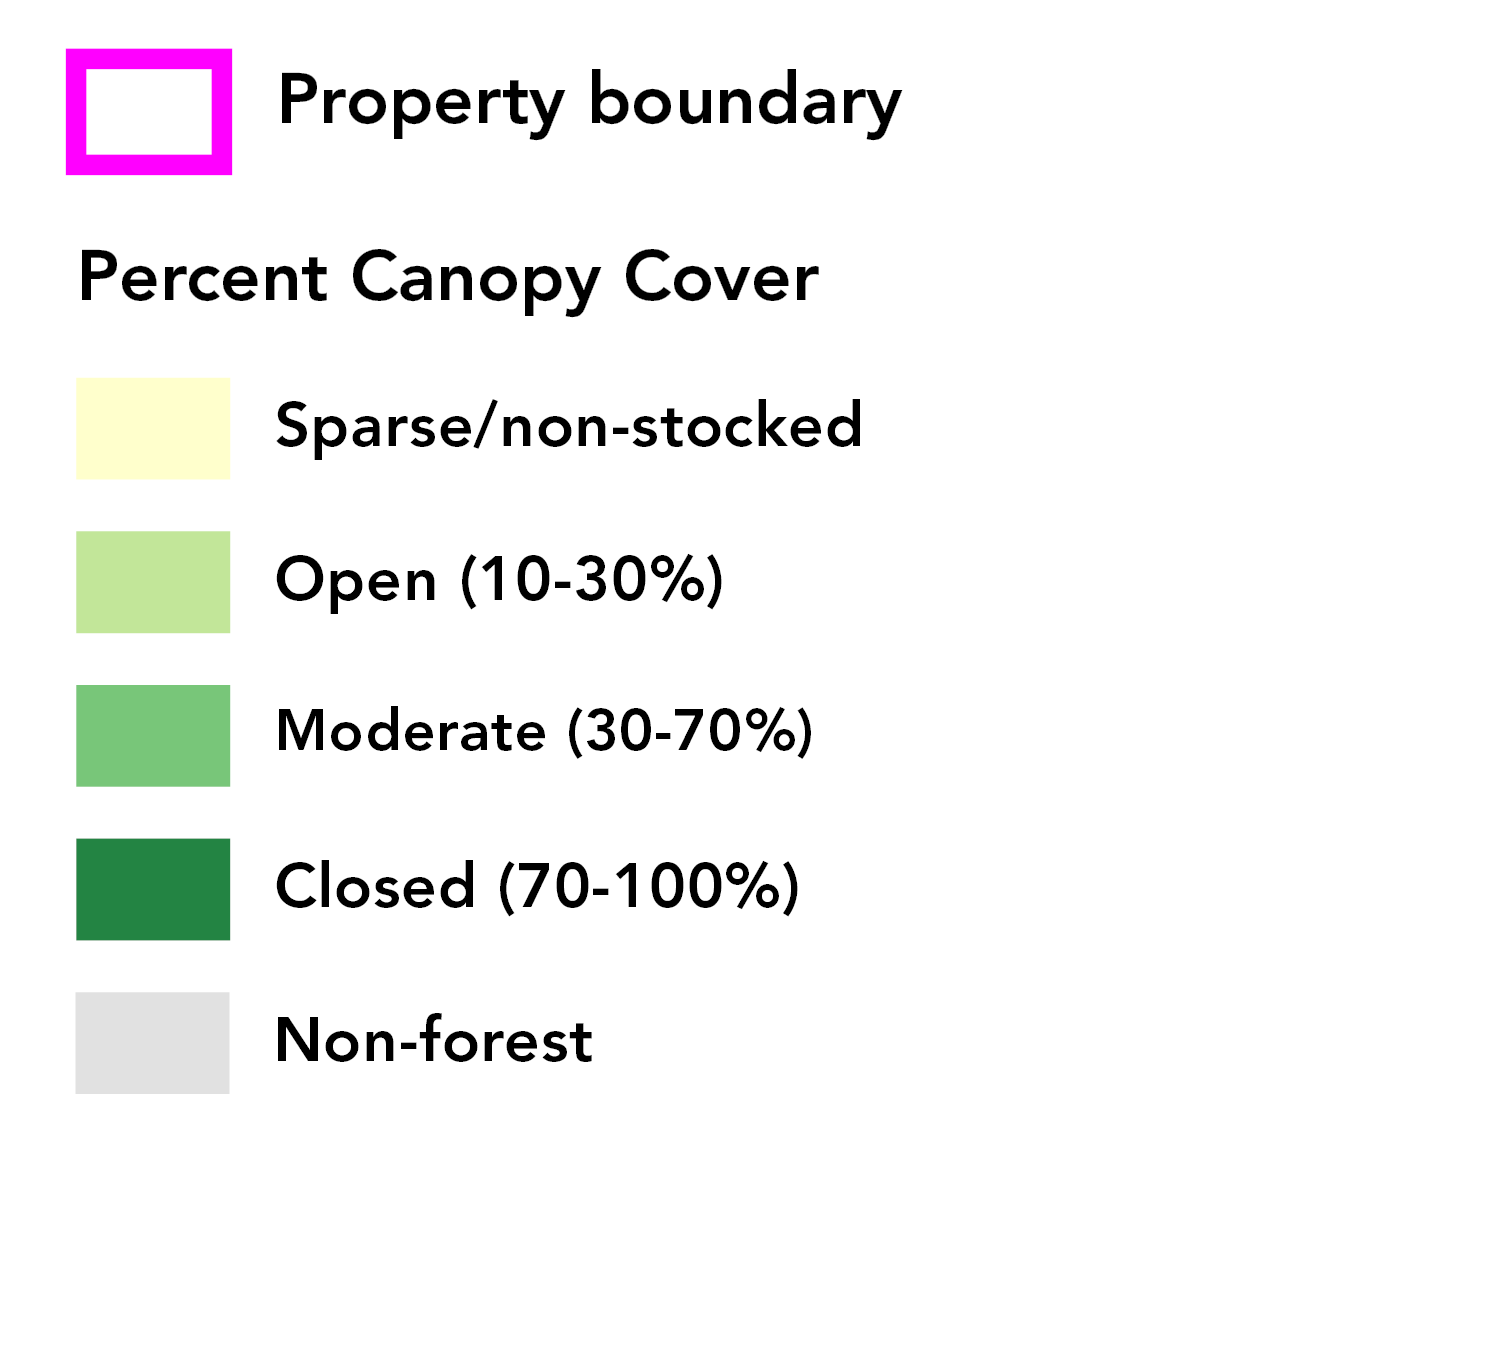 Property boundary
Percent Canopy Cover
Sparse/non-stocked
Open (10-30%)
Moderate (30-70%)
Closed (70-100%)
Non-forest